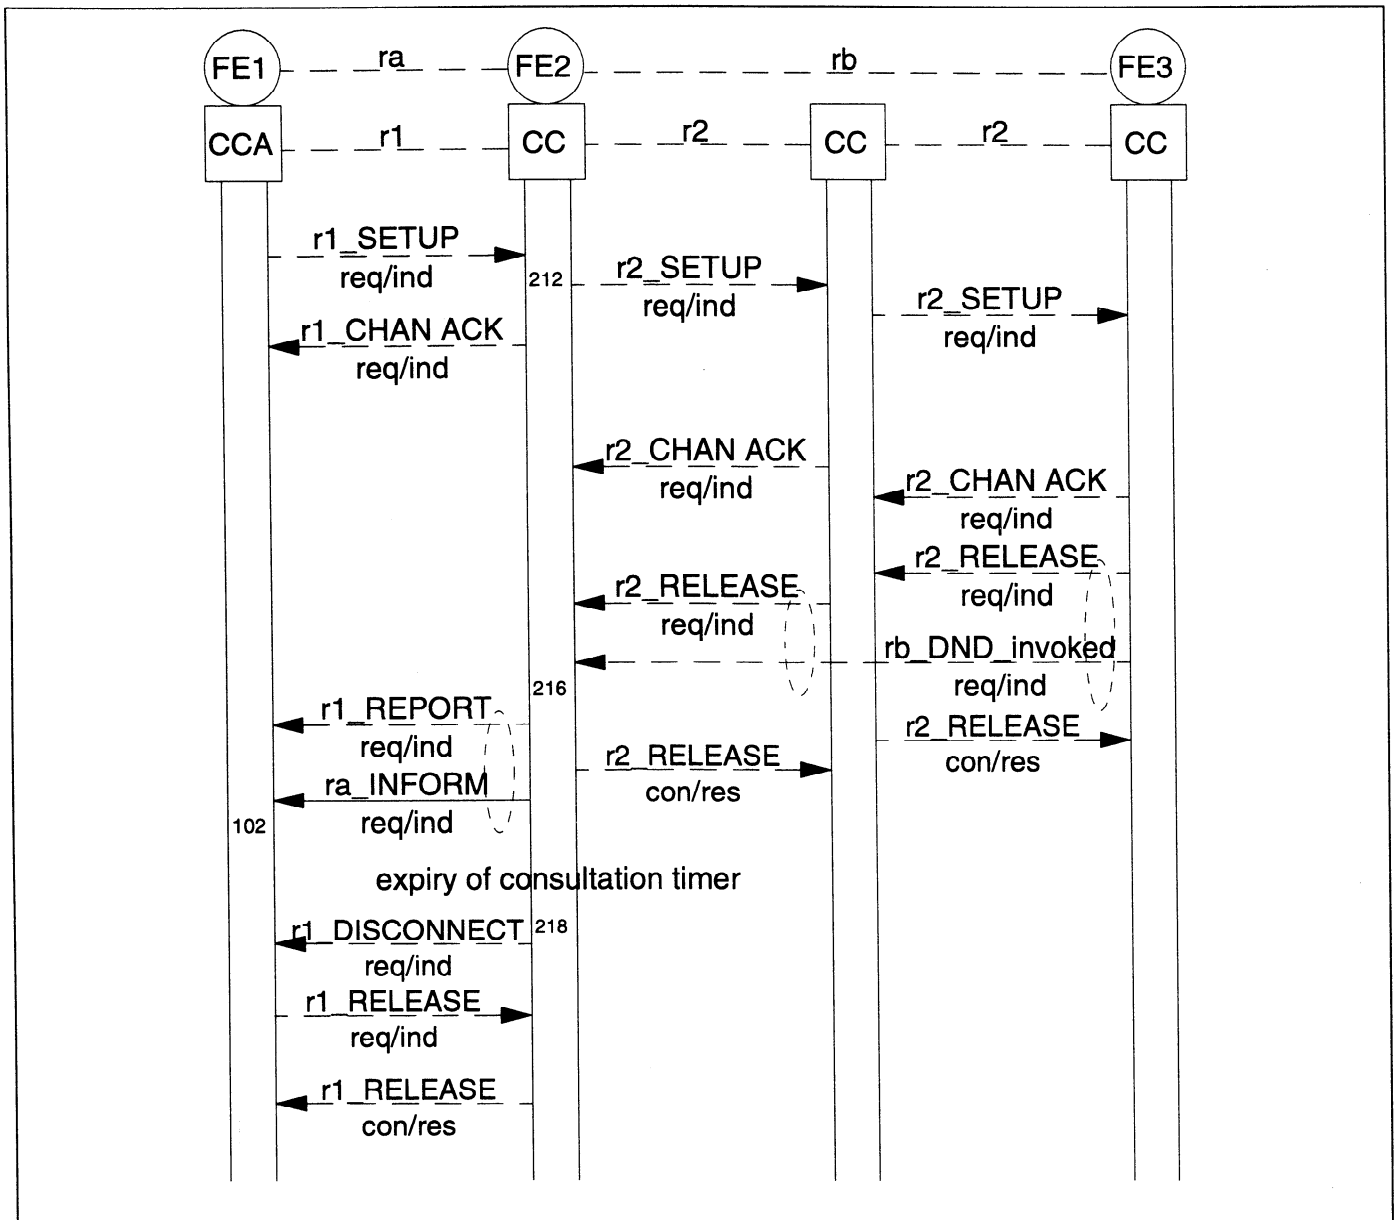 FE1 ra FE2 rb FE3
CCA r1 CC r2 CC r2 CC
r1_SETUP
req/ind
212
r2_SETUP
req/ind
r2_SETUP
req/ind
r1_CHAN ACK
req/ind
r2_CHAN ACK
req/ind
r2_CHAN ACK
req/ind
r2_RELEASE
req/ind
r2_RELEASE
req/ind
rb_DND_invoked
req/ind
216
r1_REPORT
req/ind
r2_RELEASE
con/res
r2_RELEASE
con/res
ra_INFORM
req/ind
102
expiry of consultation timer
r1_DISCONNECT
req/ind
218
r1_RELEASE
req/ind
r1_RELEASE
con/res